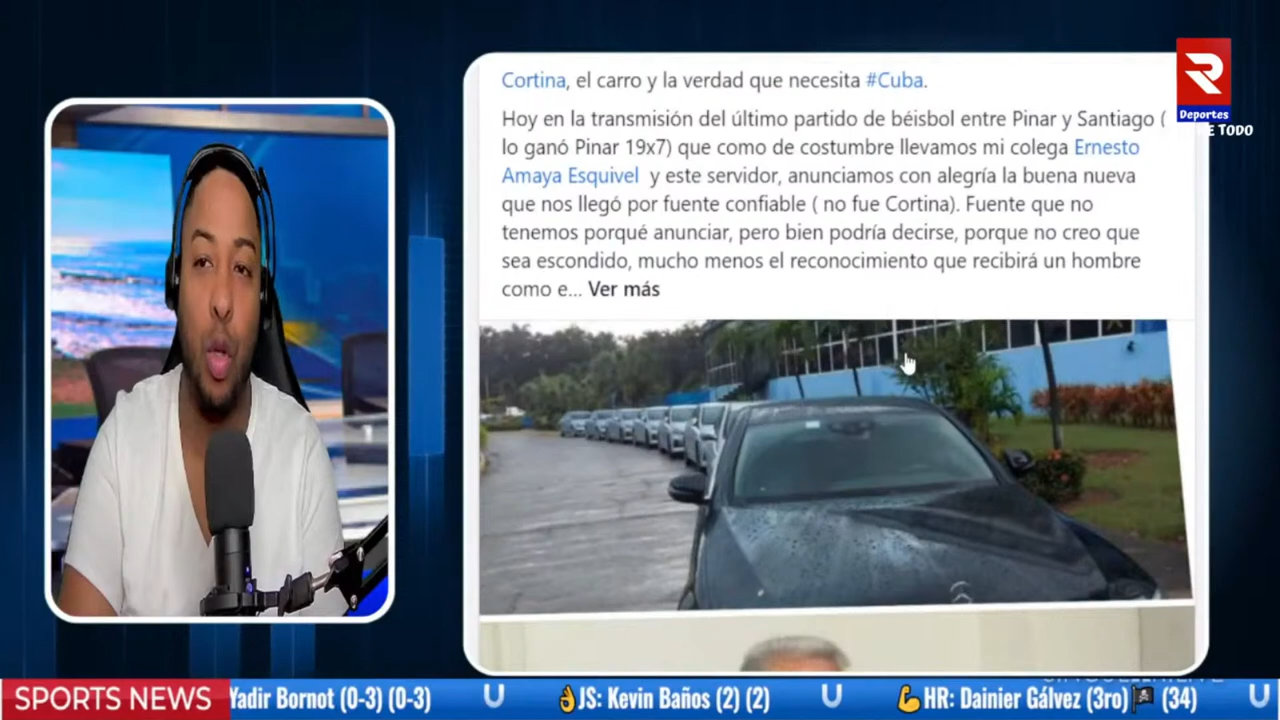 Cortina, el carro y la verdad que necesita #Cuba.
Hoy en la transmisión del último partido de béisbol entre Pinar y Santiago (
lo ganó Pinar 19x7) que como de costumbre llevamos mi colega Ernesto
Amaya Esquivel y este servidor, anunciamos con alegría la buena nueva
que nos llegó por fuente confiable ( no fue Cortina). Fuente que no
tenemos porqué anunciar, pero bien podría decirse, porque no creo que
sea escondido, mucho menos el reconocimiento que recibirá un hombre
como e... Ver más
R
Deportes
E TODO
SPORTS NEWS
Yadir Bornot (0-3) (0-3)
👌JS: Kevin Baños (2) (2)
💪HR: Dainier Gálvez (3ro)🏴‍☠️ (34)